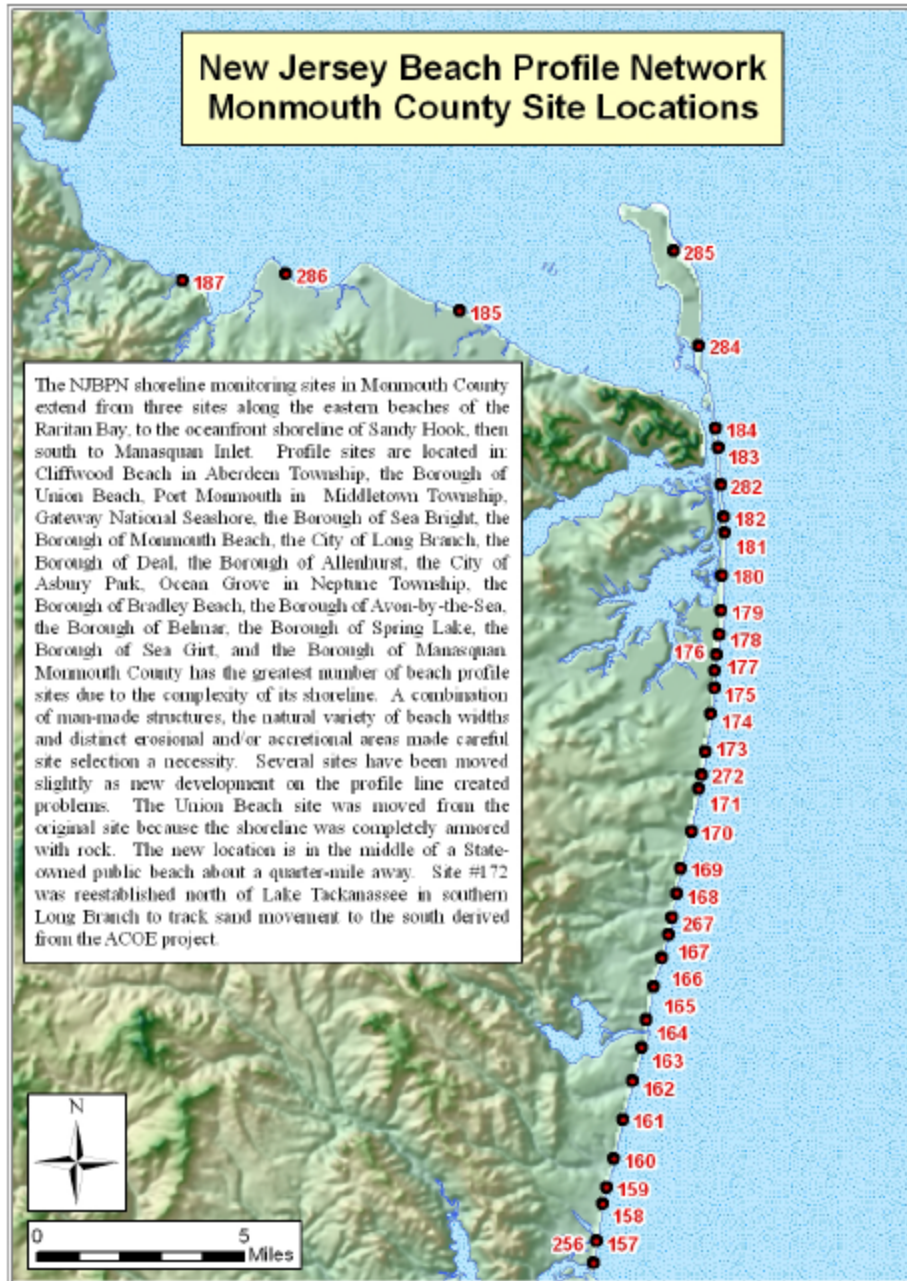 New Jersey Beach Profile Network
Monmouth County Site Locations
285
286
187
185
284
The NJBPN shoreline monitoring sites in Monmouth County
extend from three sites along the eastern beaches of the
Raritan Bay, to the oceanfront shoreline of Sandy Hook, then
south to Manasquan Inlet. Profile sites are located in:
Cliffwood Beach in Aberdeen Township, the Borough of
Union Beach, Port Monmouth in Middletown Township,
Gateway National Seashore, the Borough of Sea Bright, the
Borough of Monmouth Beach, the City of Long Branch, the
Borough of Deal, the Borough of Allenhurst, the City of
Asbury Park, Ocean Grove in Neptune Township, the
Borough of Bradley Beach, the Borough of Avon-by-the-Sea,
the Borough of Belmar, the Borough of Spring Lake, the
Borough of Sea Girt, and the Borough of Manasquan.
Monmouth County has the greatest number of beach profile
sites due to the complexity of its shoreline. A combination
of man-made structures, the natural variety of beach widths
and distinct erosional and/or accretional areas made careful
site selection a necessity. Several sites have been moved
slightly as new development on the profile line created
problems. The Union Beach site was moved from the
original site because the shoreline was completely armored
with rock. The new location is in the middle of a State-
owned public beach about a quarter-mile away. Site #172
was reestablished north of Lake Tackanassee in southern
Long Branch to track sand movement to the south derived
from the ACOE project.
184
183
282
182
181
180
179
178
176
177
175
174
173
272
171
170
169
168
267
167
166
165
164
163
162
161
160
159
158
256 157
N
0 5
Miles